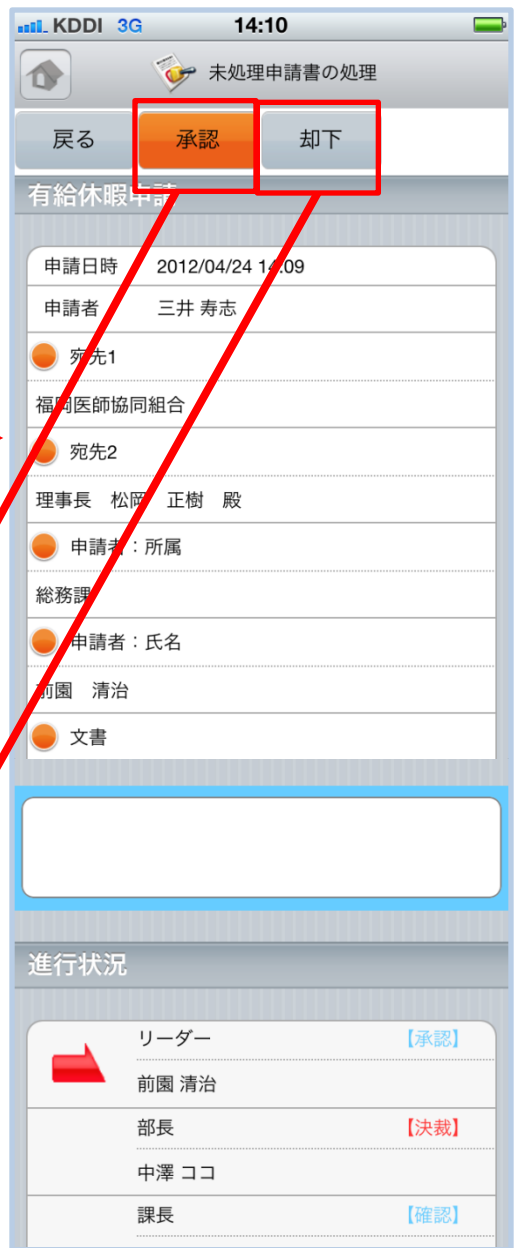 KDDI 3G 14:10
未処理申請書の処理
戻る 承認 却下
有給休暇申請
申請日時 2012/04/24 14:09
申請者 三井 寿志
宛先1
福岡医師協同組合
宛先2
理事長 松岡 正樹 殿
申請者：所属
総務課
申請者：氏名
前園 清治
文書
進行状況
リーダー 【承認】
前園 清治
部長 【決裁】
中澤 ココ
課長 【確認】